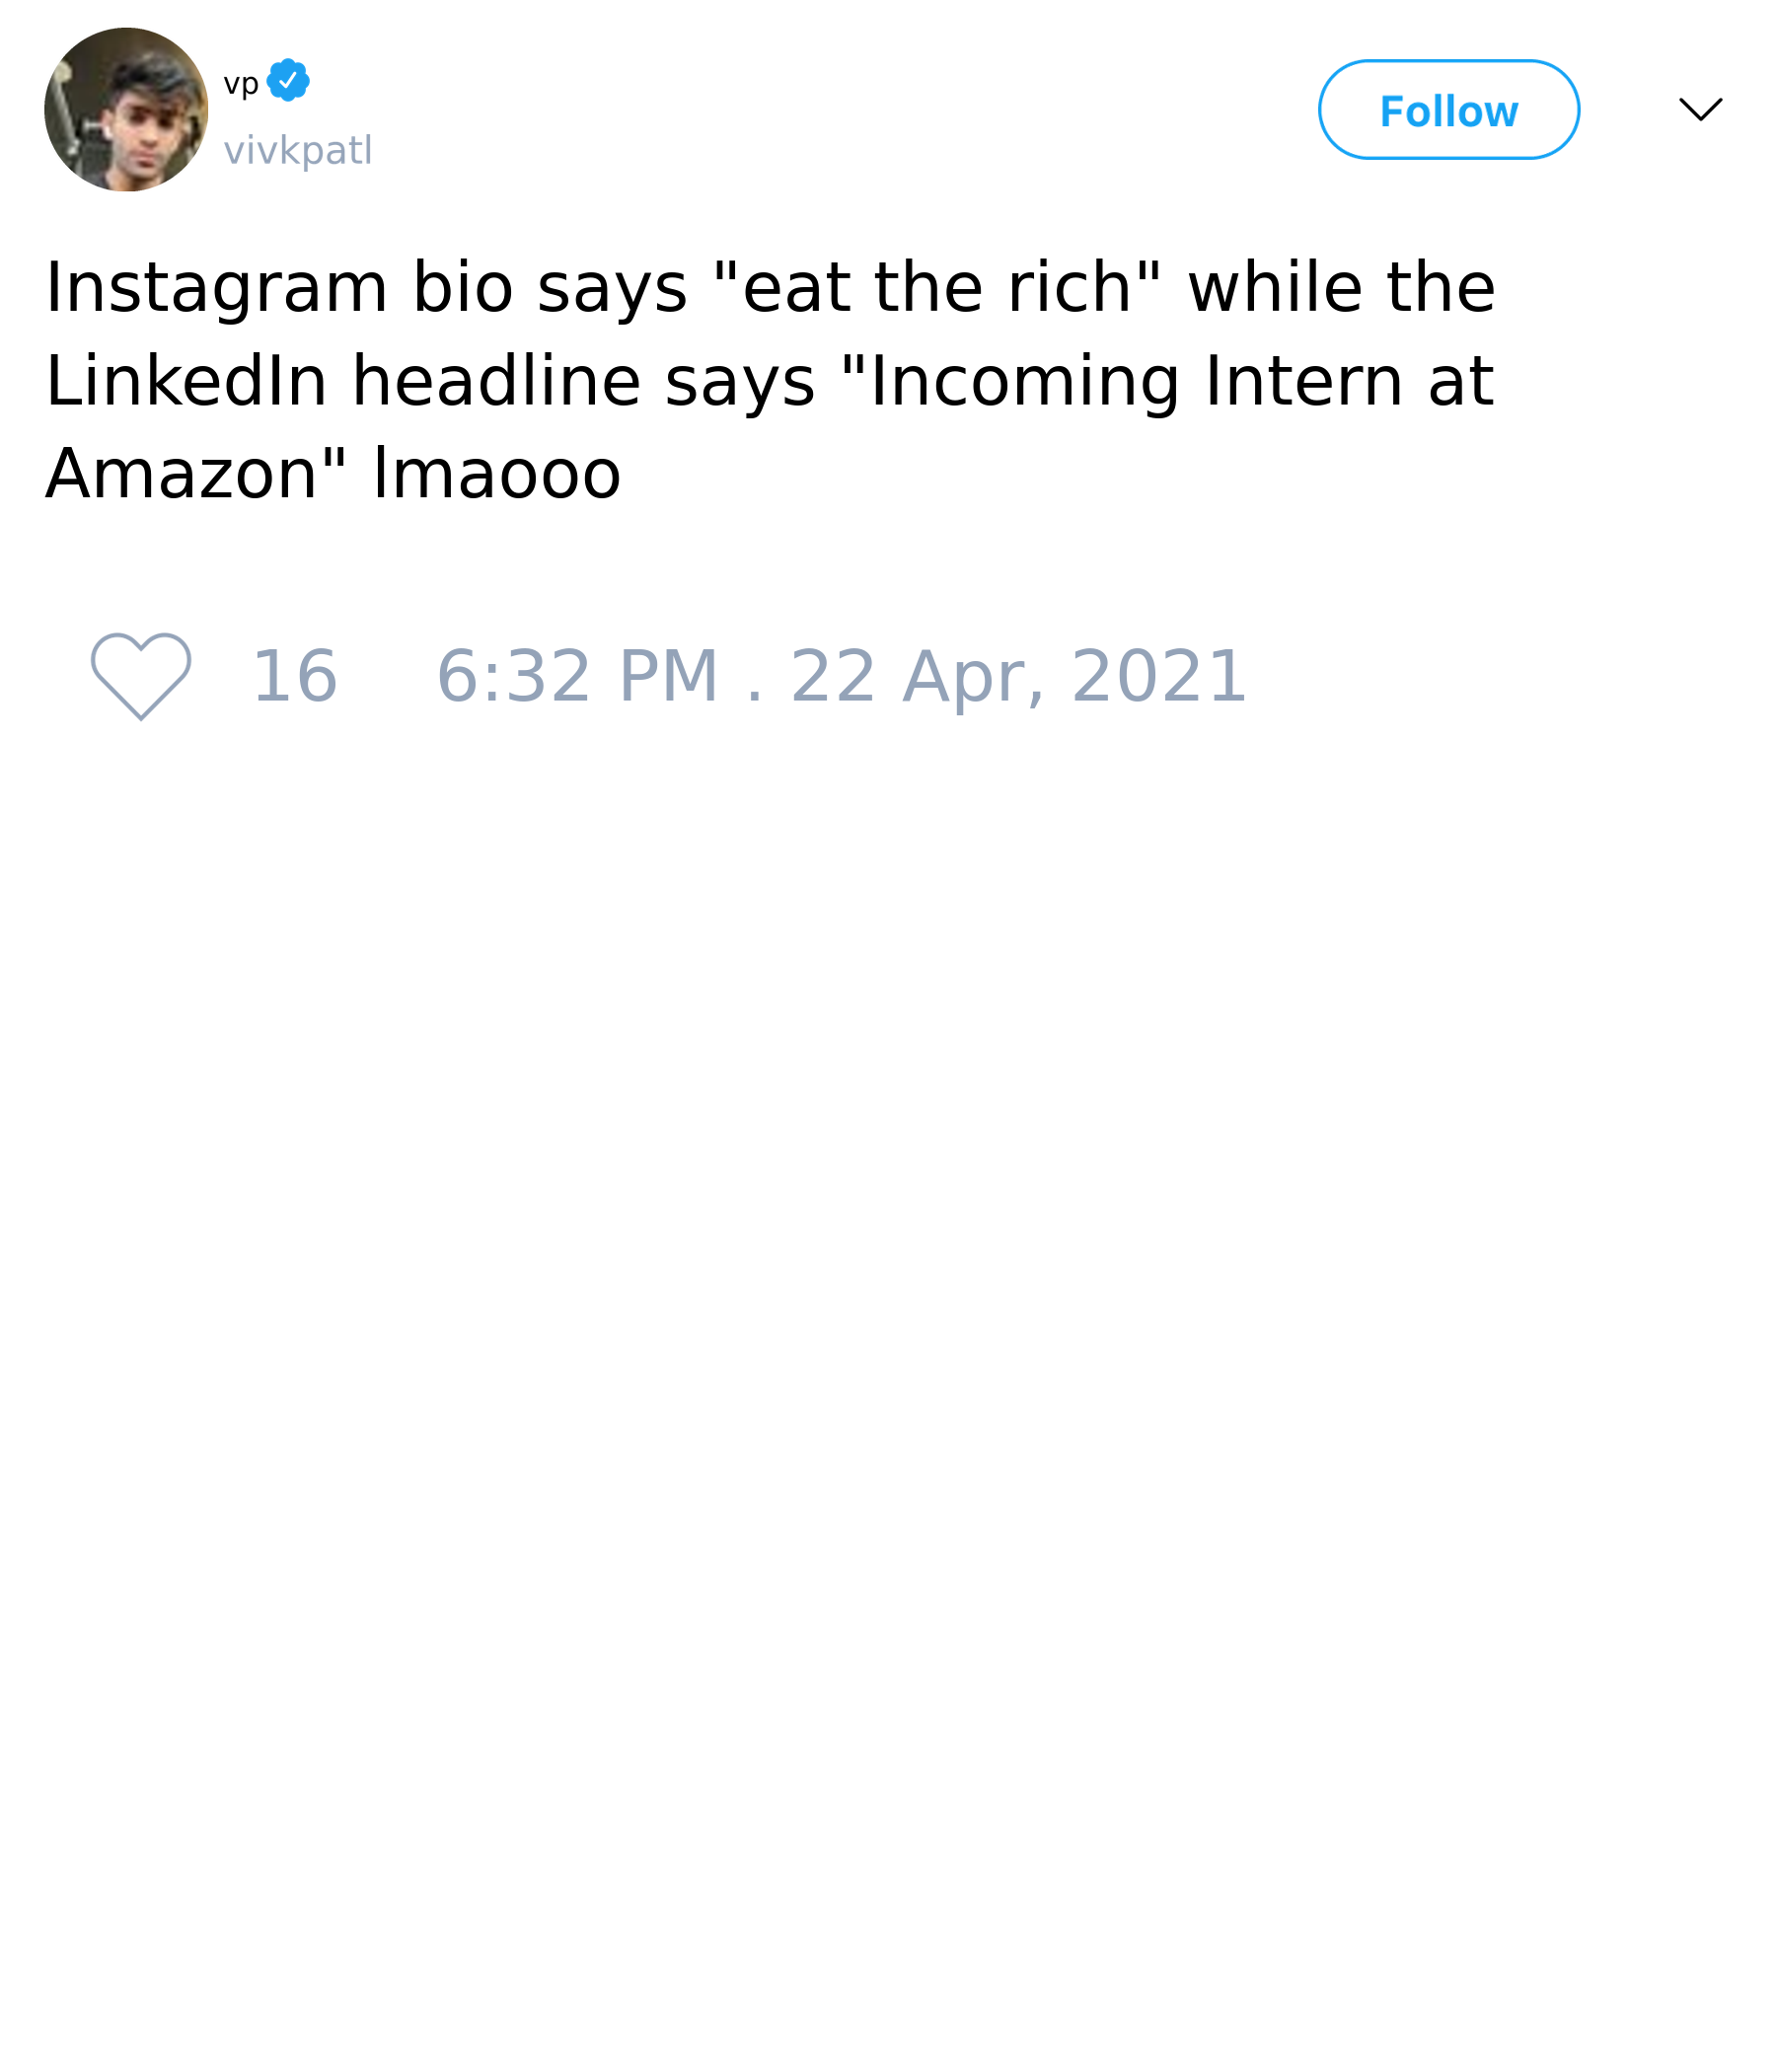 vp
vivkpatl
Follow
Instagram bio says "eat the rich" while the
LinkedIn headline says "Incoming Intern at
Amazon" lmaooo
16 6:32 PM . 22 Apr, 2021